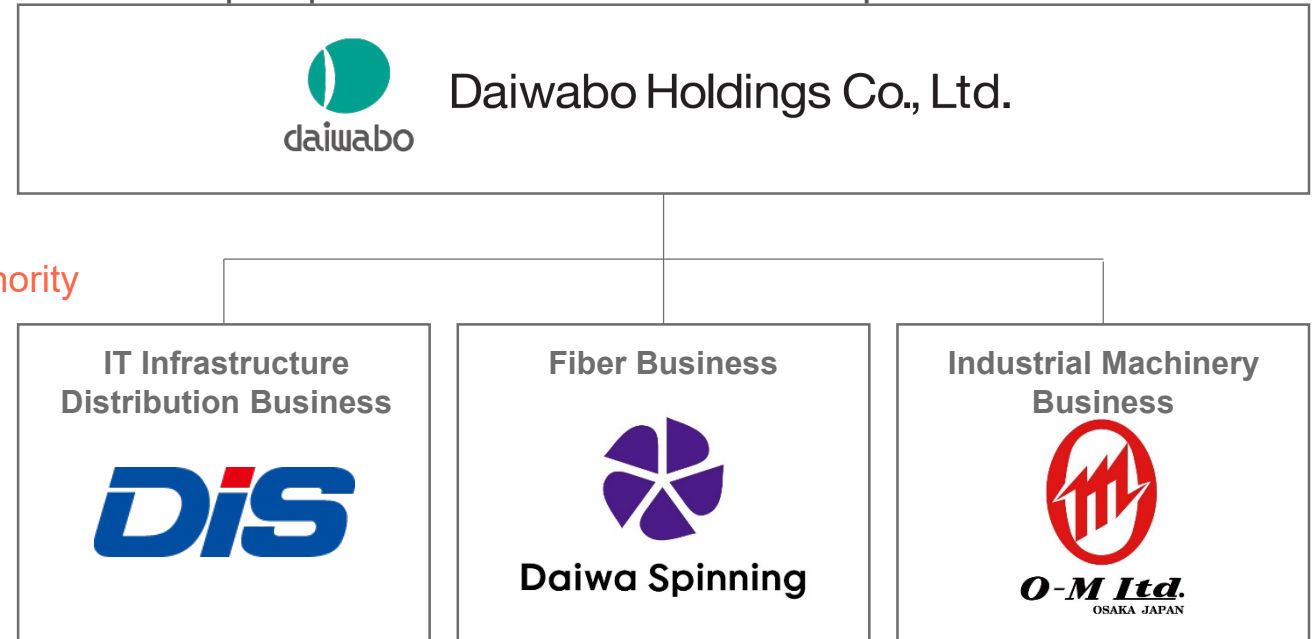 daiwabo
Daiwabo Holdings Co., Ltd.
IT Infrastructure
Distribution Business
DiS
Fiber Business
Daiwa Spinning
Industrial Machinery
Business
O-M Ltd.
OSAKA JAPAN